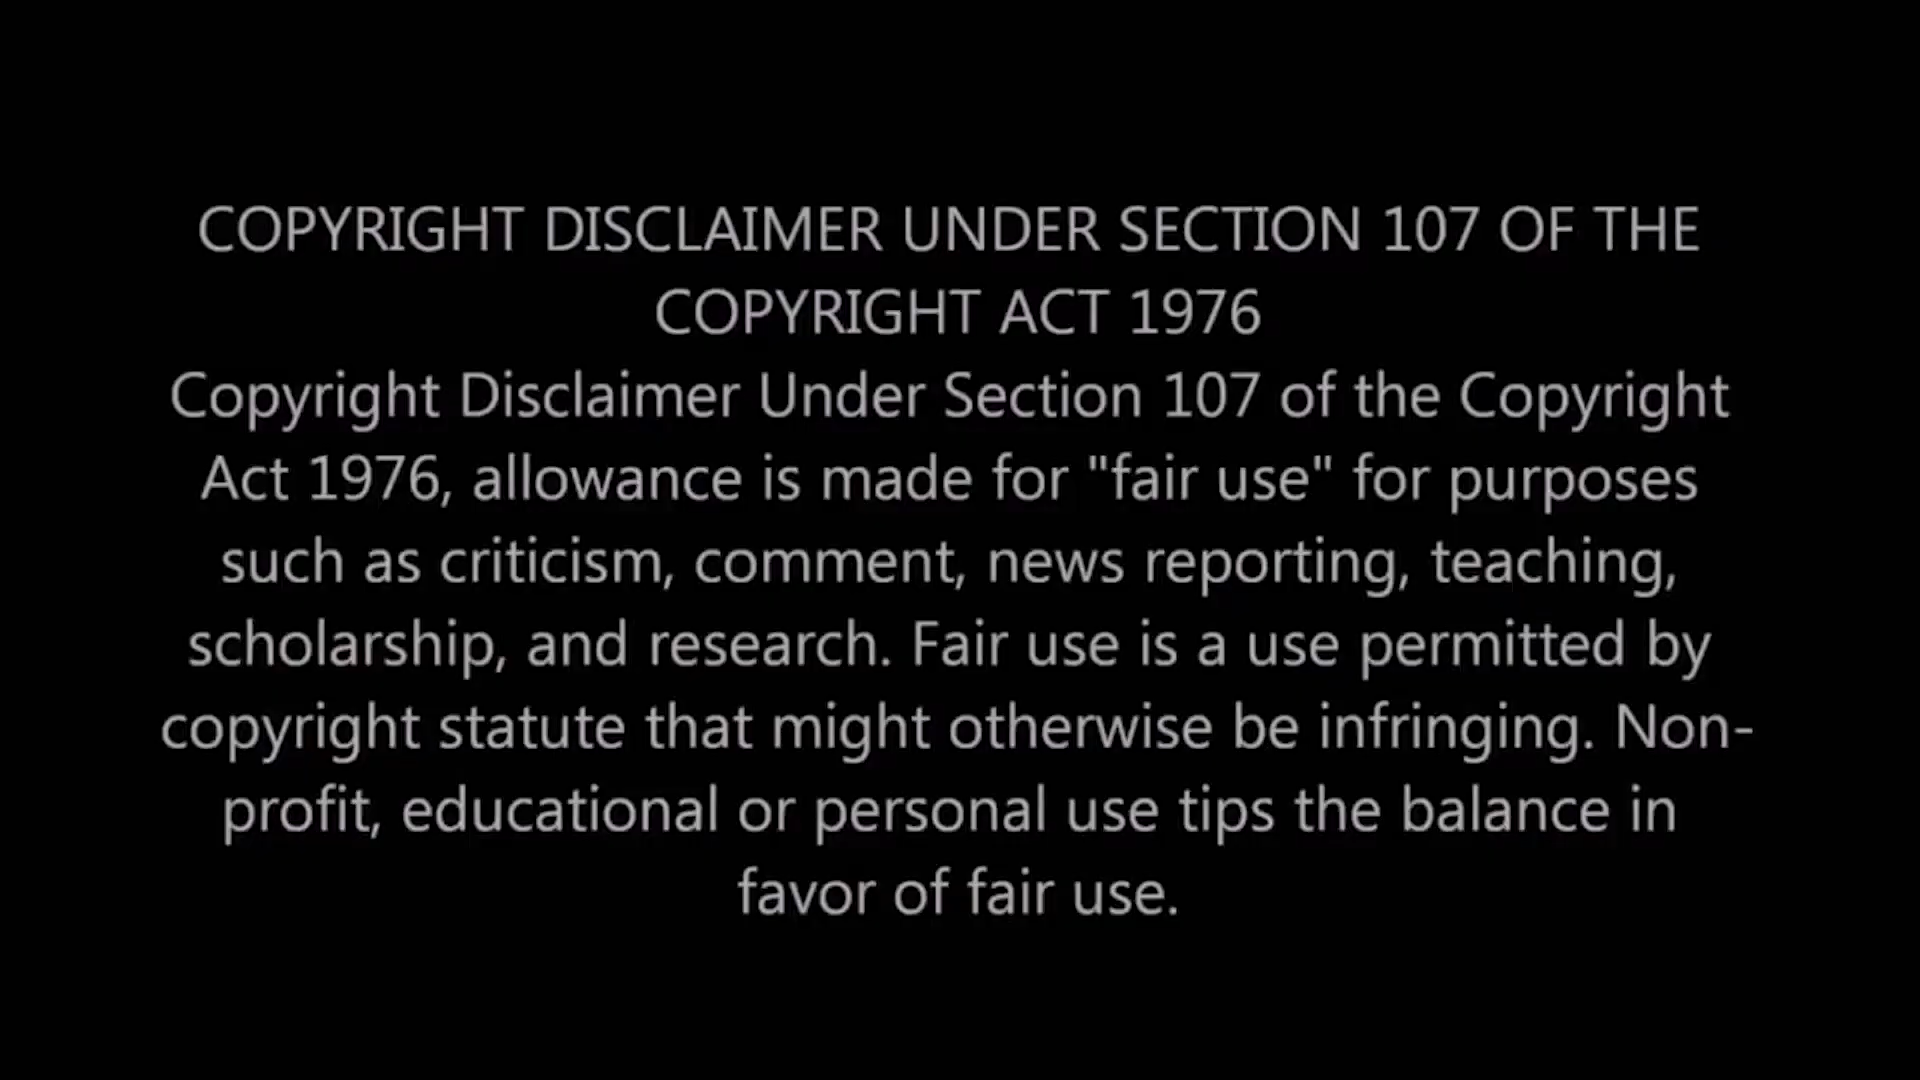 COPYRIGHT DISCLAIMER UNDER SECTION 107 OF THE
COPYRIGHT ACT 1976
Copyright Disclaimer Under Section 107 of the Copyright
Act 1976, allowance is made for "fair use" for purposes
such as criticism, comment, news reporting, teaching,
scholarship, and research. Fair use is a use permitted by
copyright statute that might otherwise be infringing. Non-
profit, educational or personal use tips the balance in
favor of fair use.